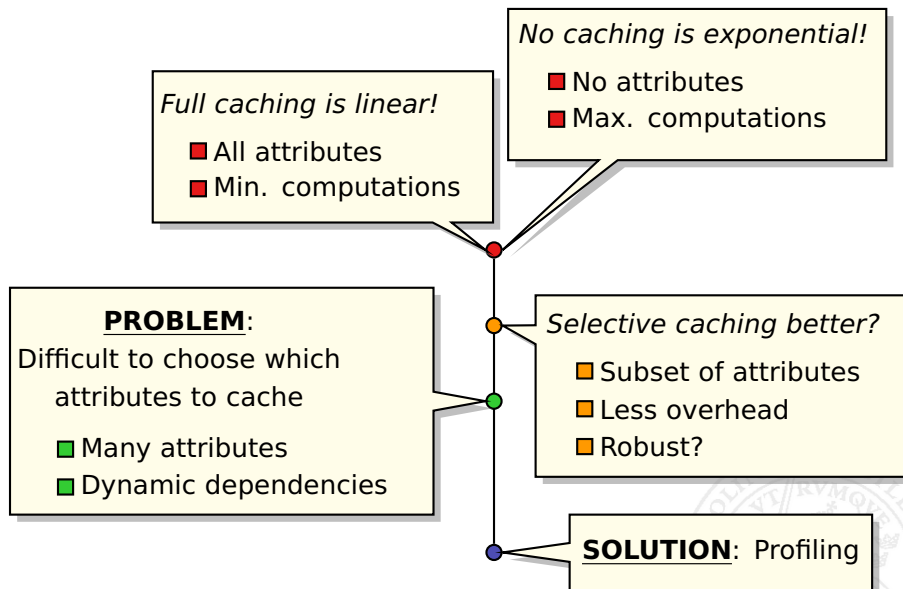 No caching is exponential!
No attributes
Max. computations
Full caching is linear!
All attributes
Min. computations
PROBLEM:
Difficult to choose which
attributes to cache
Many attributes
Dynamic dependencies
Selective caching better?
Subset of attributes
Less overhead
Robust?
SOLUTION: Profiling